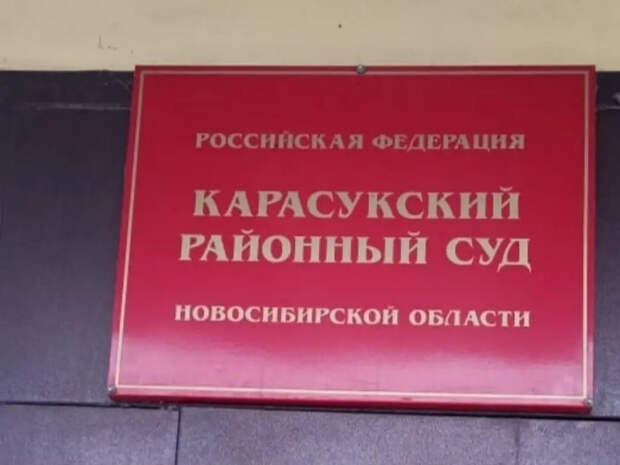 РОССИЙСКАЯ ФЕДЕРАЦИЯ
КАРАСУКСКИЙ
РАЙОННЫЙ СУД
НОВОСИБИРСКОЙ ОБЛАСТИ